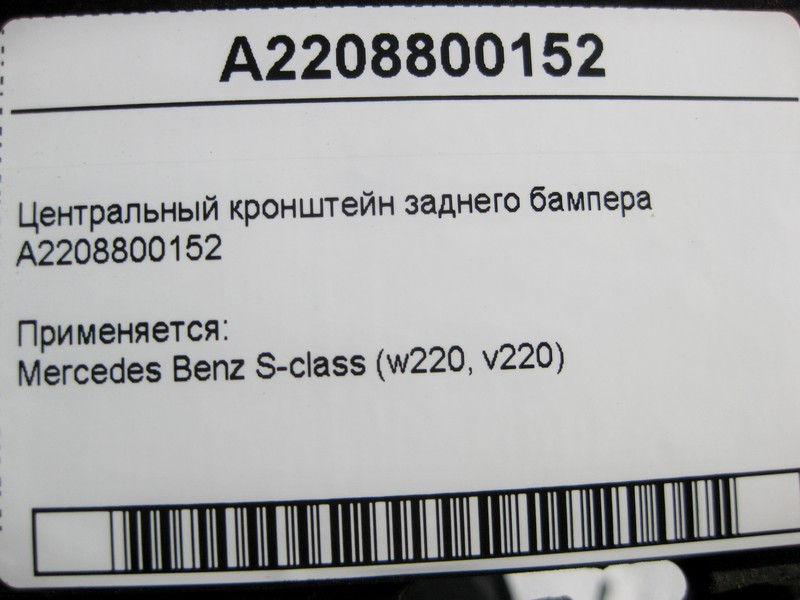 A2208800152
Центральный кронштейн заднего бампера
A2208800152
Применяется:
Mercedes Benz S-class (w220, v220)